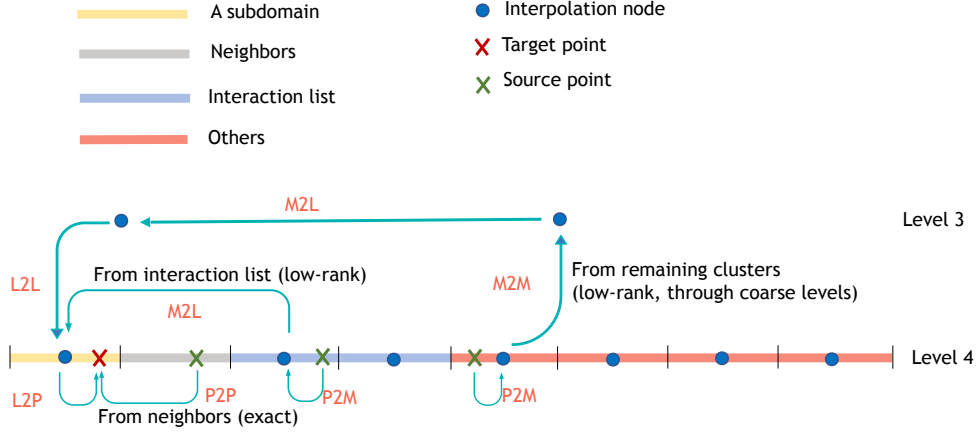 A subdomain
Neighbors
Interaction list
Others
Interpolation node
Target point
Source point
M2L
Level 3
L2L
From interaction list (low-rank)
M2L
M2M
From remaining clusters
(low-rank, through coarse levels)
Level 4
L2P
P2P
P2M
P2M
From neighbors (exact)